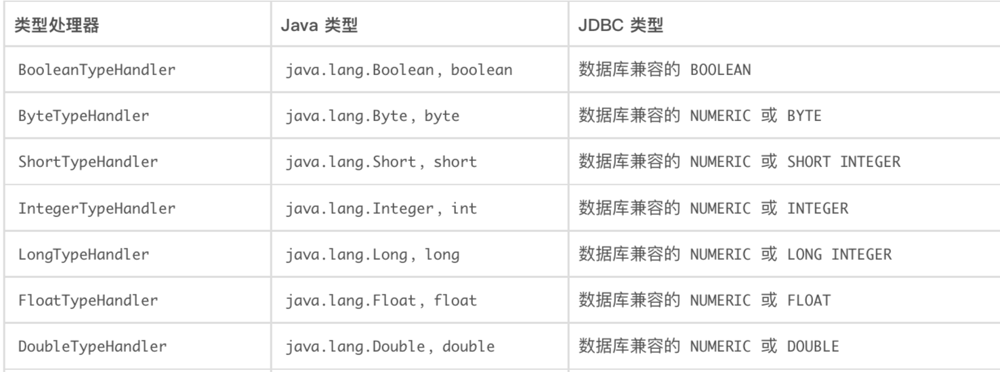 类型处理器 Java 类型 JDBC 类型
BooleanTypeHandler java.lang.Boolean, boolean 数据库兼容的 BOOLEAN
ByteTypeHandler java.lang.Byte, byte 数据库兼容的 NUMERIC 或 BYTE
ShortTypeHandler java.lang.Short, short 数据库兼容的 NUMERIC 或 SHORT INTEGER
IntegerTypeHandler java.lang.Integer, int 数据库兼容的 NUMERIC 或 INTEGER
LongTypeHandler java.lang.Long, long 数据库兼容的 NUMERIC 或 LONG INTEGER
FloatTypeHandler java.lang.Float, float 数据库兼容的 NUMERIC 或 FLOAT
DoubleTypeHandler java.lang.Double, double 数据库兼容的 NUMERIC 或 DOUBLE